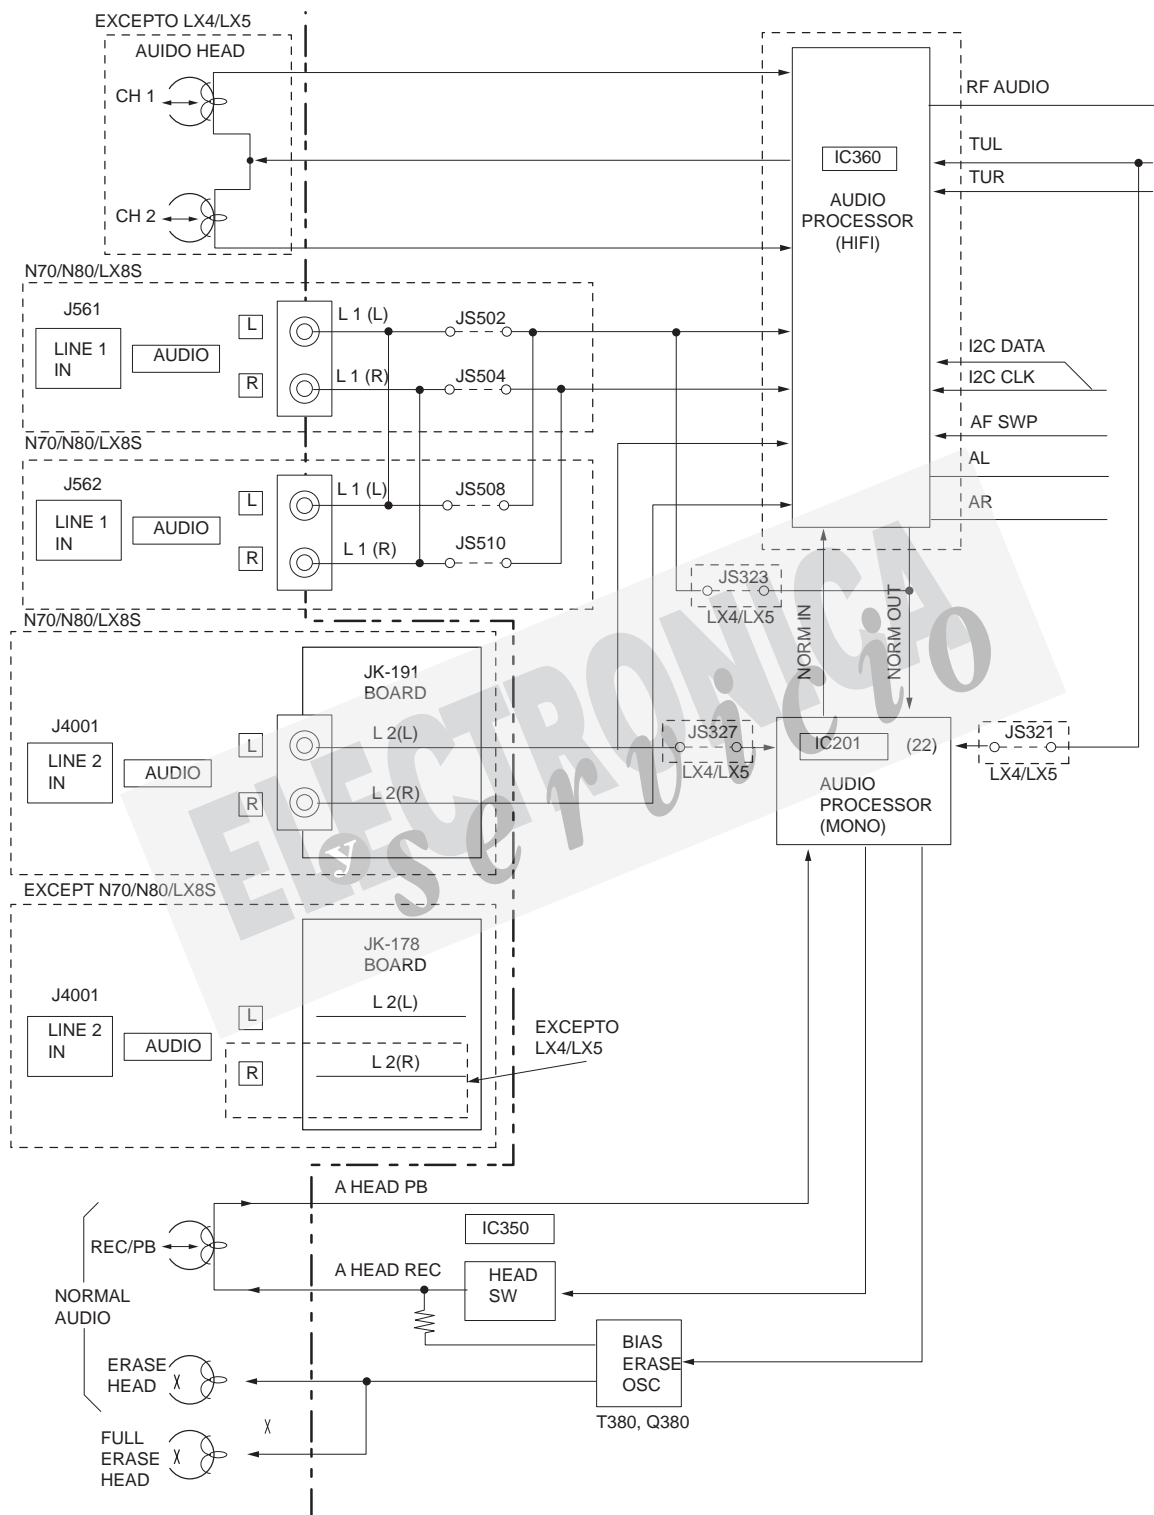 EXCEPTO LX4/LX5
AUIDO HEAD
CH 1
CH 2
IC360
AUDIO
PROCESSOR
(HIFI)
RF AUDIO
TUL
TUR
I2C DATA
I2C CLK
AF SWP
AL
AR
N70/N80/LX8S
J561
LINE 1
IN
AUDIO
L
R
L 1 (L)
L 1 (R)
JS502
JS504
N70/N80/LX8S
J562
LINE 1
IN
AUDIO
L
R
L 1 (L)
L 1 (R)
JS508
JS510
JS323
LX4/LX5
NORM IN
NORM OUT
N70/N80/LX8S
JK-191
BOARD
J4001
LINE 2
IN
AUDIO
L
R
L 2(L)
L 2(R)
JS327
LX4/LX5
IC201
(22)
AUDIO
PROCESSOR
(MONO)
JS321
LX4/LX5
ELECTRONICA
y servicio
EXCEPT N70/N80/LX8S
JK-178
BOARD
J4001
LINE 2
IN
AUDIO
L
R
L 2(L)
L 2(R)
EXCEPTO
LX4/LX5
A HEAD PB
IC350
REC/PB
A HEAD REC
HEAD
SW
NORMAL
AUDIO
BIAS
ERASE
OSC
T380, Q380
ERASE
HEAD
X
X
FULL
ERASE
HEAD
X